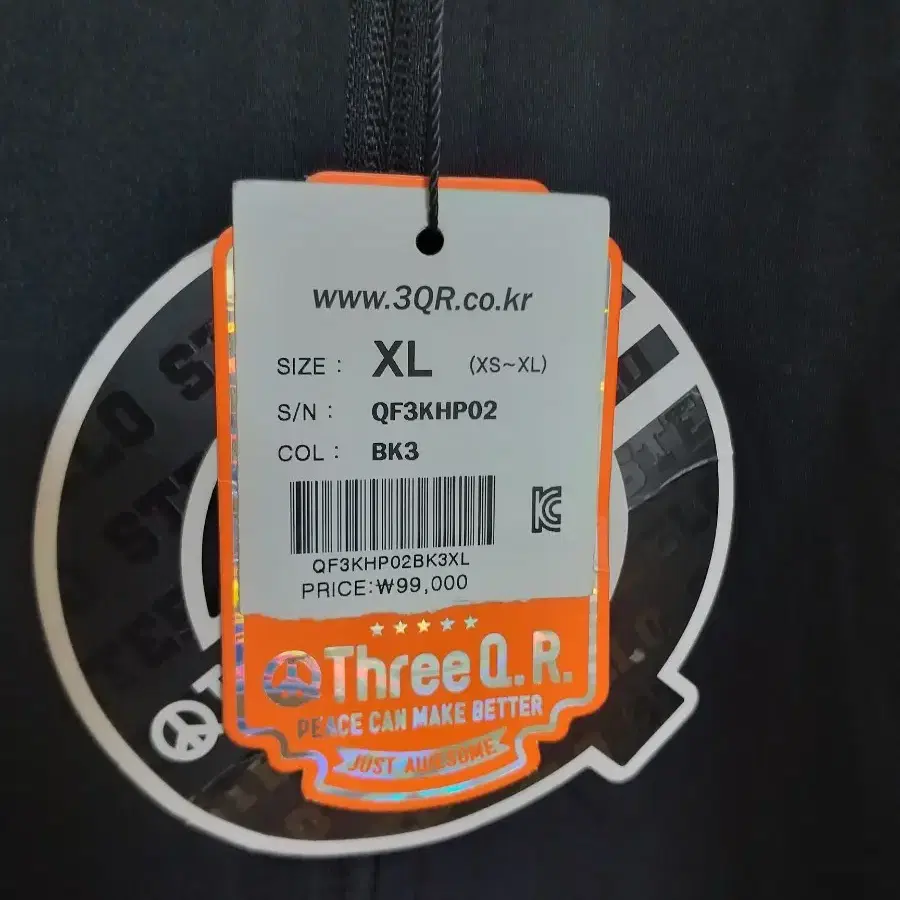 www.3QR.co.kr
SIZE : XL (XS~XL)
S/N : QF3KHP02
COL : BK3
QF3KHP02BK3XL
PRICE:₩99,000
Three Q.R.
PEACE CAN MAKE BETTER
JUST AWESOME